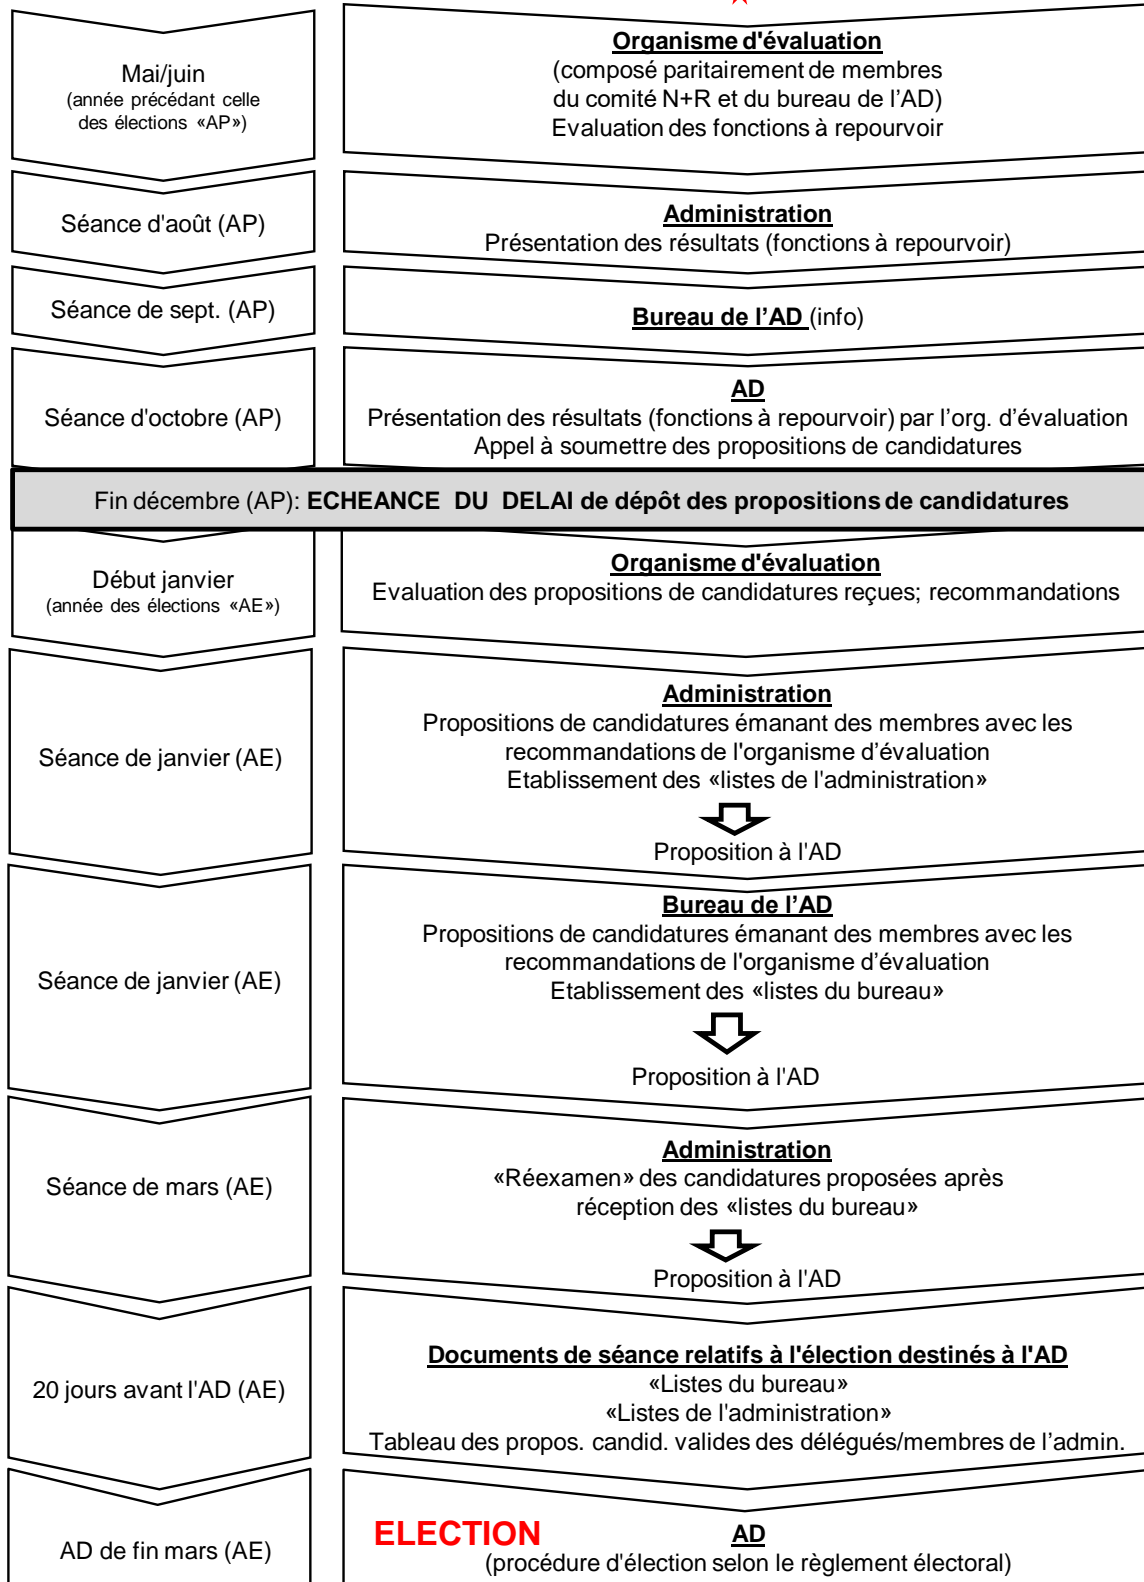 Mai/juin
(année précédant celle
des élections «AP»)
Organisme d'évaluation
(composé paritairement de membres
du comité N+R et du bureau de l’AD)
Evaluation des fonctions à repourvoir
Séance d'août (AP)
Administration
Présentation des résultats (fonctions à repourvoir)
Séance de sept. (AP)
Bureau de l’AD (info)
Séance d'octobre (AP)
AD
Présentation des résultats (fonctions à repourvoir) par l’org. d’évaluation
Appel à soumettre des propositions de candidatures
Fin décembre (AP): ECHEANCE DU DELAI de dépôt des propositions de candidatures
Début janvier
(année des élections «AE»)
Organisme d'évaluation
Evaluation des propositions de candidatures reçues; recommandations
Séance de janvier (AE)
Administration
Propositions de candidatures émanant des membres avec les
recommandations de l'organisme d’évaluation
Etablissement des «listes de l'administration»
Proposition à l'AD
Séance de janvier (AE)
Bureau de l’AD
Propositions de candidatures émanant des membres avec les
recommandations de l'organisme d’évaluation
Etablissement des «listes du bureau»
Proposition à l'AD
Séance de mars (AE)
Administration
«Réexamen» des candidatures proposées après
réception des «listes du bureau»
Proposition à l'AD
20 jours avant l'AD (AE)
Documents de séance relatifs à l'élection destinés à l'AD
«Listes du bureau»
«Listes de l'administration»
Tableau des propos. candid. valides des délégués/membres de l’admin.
AD de fin mars (AE)
ELECTION
AD
(procédure d'élection selon le règlement électoral)